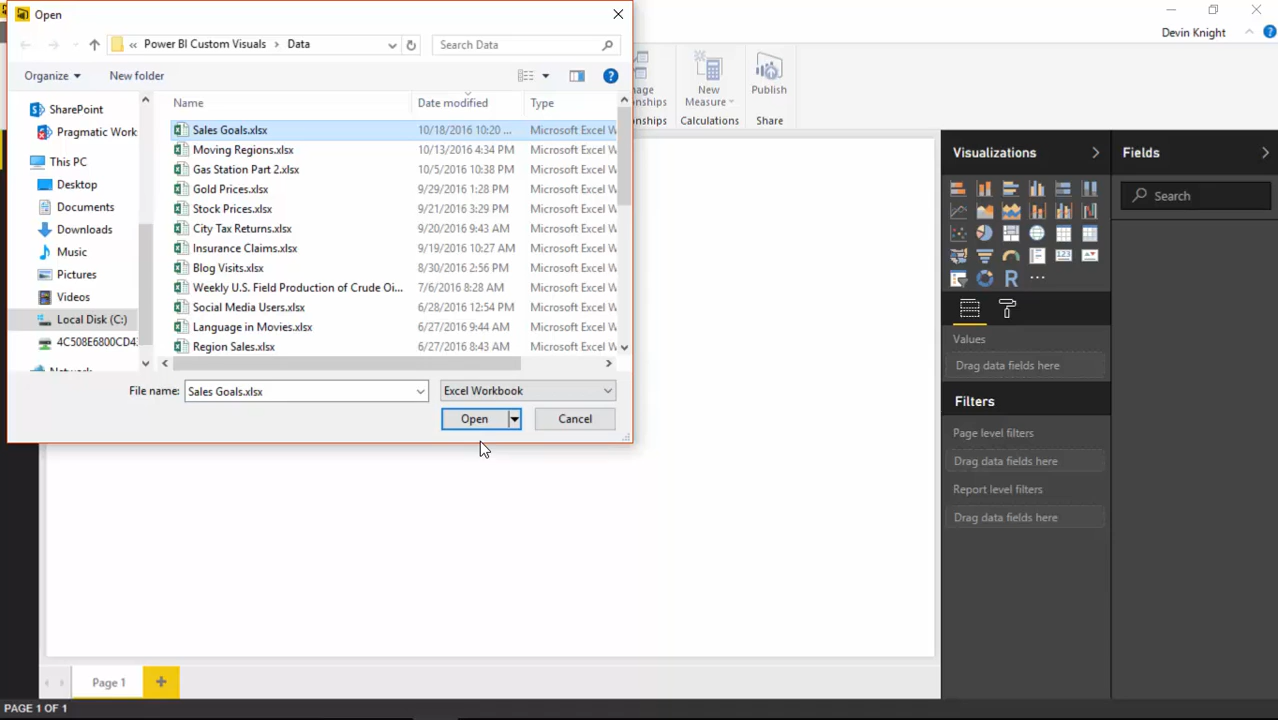 Open
Devin Knight
Power BI Custom Visuals
Data
Search Data
Organize
New folder
New Measure
Calculations
Publish
Share
Name
Date modified
Type
SharePoint
Pragmatic Work
This PC
Desktop
Documents
Downloads
Music
Pictures
Videos
Local Disk (C:)
4C508E6800CD4
Sales Goals.xlsx 10/18/2016 10:20 ... Microsoft Excel W
Moving Regions.xlsx 10/13/2016 4:34 PM Microsoft Excel W
Gas Station Part 2.xlsx 10/5/2016 10:38 PM Microsoft Excel W
Gold Prices.xlsx 9/29/2016 1:28 PM Microsoft Excel W
Stock Prices.xlsx 9/21/2016 3:29 PM Microsoft Excel W
City Tax Returns.xlsx 9/20/2016 9:43 AM Microsoft Excel W
Insurance Claims.xlsx 9/19/2016 10:27 AM Microsoft Excel W
Blog Visits.xlsx 8/30/2016 2:56 PM Microsoft Excel W
Weekly U.S. Field Production of Crude Oi... 7/6/2016 8:28 AM Microsoft Excel W
Social Media Users.xlsx 6/28/2016 12:54 PM Microsoft Excel W
Language in Movies.xlsx 6/27/2016 9:44 AM Microsoft Excel W
Region Sales.xlsx 6/27/2016 8:43 AM Microsoft Excel W
File name: Sales Goals.xlsx
Excel Workbook
Open
Cancel
Visualizations
R
Values
Drag data fields here
Filters
Page level filters
Drag data fields here
Report level filters
Drag data fields here
Fields
Search
Page 1
PAGE 1 OF 1